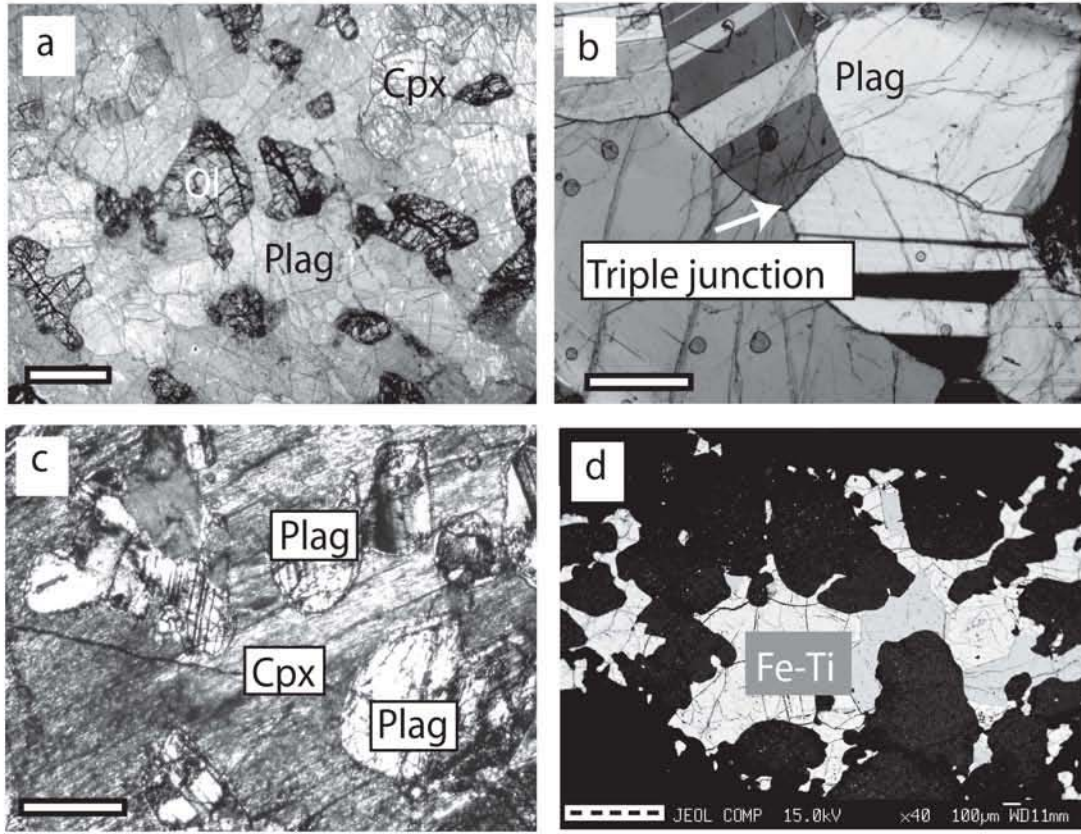 a
Cpx
Ol
Plag
b
Plag
Triple junction
c
Plag
Cpx
Plag
d
Fe-Ti
JEOL COMP 15.0kV ×40 100μm WD11mm